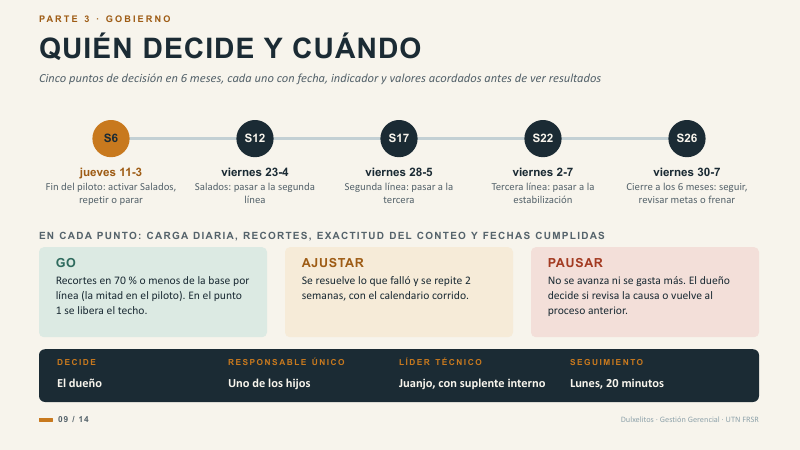 PARTE 3 · GOBIERNO
QUIÉN DECIDE Y CUÁNDO
Cinco puntos de decisión en 6 meses, cada uno con fecha, indicador y valores acordados antes de ver resultados
S6
jueves 11-3
Fin del piloto: activar Salados,
repetir o parar
S12
viernes 23-4
Salados: pasar a la segunda
línea
S17
viernes 28-5
Segunda línea: pasar a la
tercera
S22
viernes 2-7
Tercera línea: pasar a la
estabilización
S26
viernes 30-7
Cierre a los 6 meses: seguir,
revisar metas o frenar
EN CADA PUNTO: CARGA DIARIA, RECORTES, EXACTITUD DEL CONTEO Y FECHAS CUMPLIDAS
GO
Recortes en 70 % o menos de la base por
línea (la mitad en el piloto). En el punto
1 se libera el techo.
AJUSTAR
Se resuelve lo que falló y se repite 2
semanas, con el calendario corrido.
PAUSAR
No se avanza ni se gasta más. El dueño
decide si revisa la causa o vuelve al
proceso anterior.
DECIDE
El dueño
RESPONSABLE ÚNICO
Uno de los hijos
LÍDER TÉCNICO
Juanjo, con suplente interno
SEGUIMIENTO
Lunes, 20 minutos
09 / 14
Dulxelitos · Gestión Gerencial · UTN FRSR